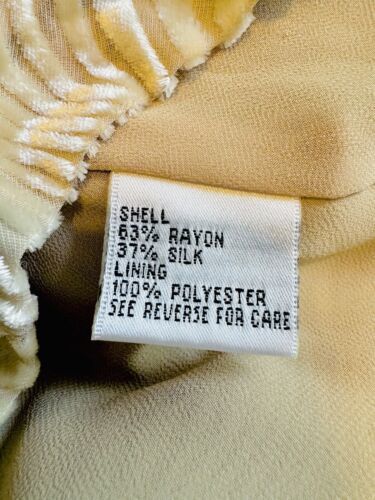 SHELL
63% RAYON
37% SILK
LINING
100% POLYESTER
SEE REVERSE FOR CARE